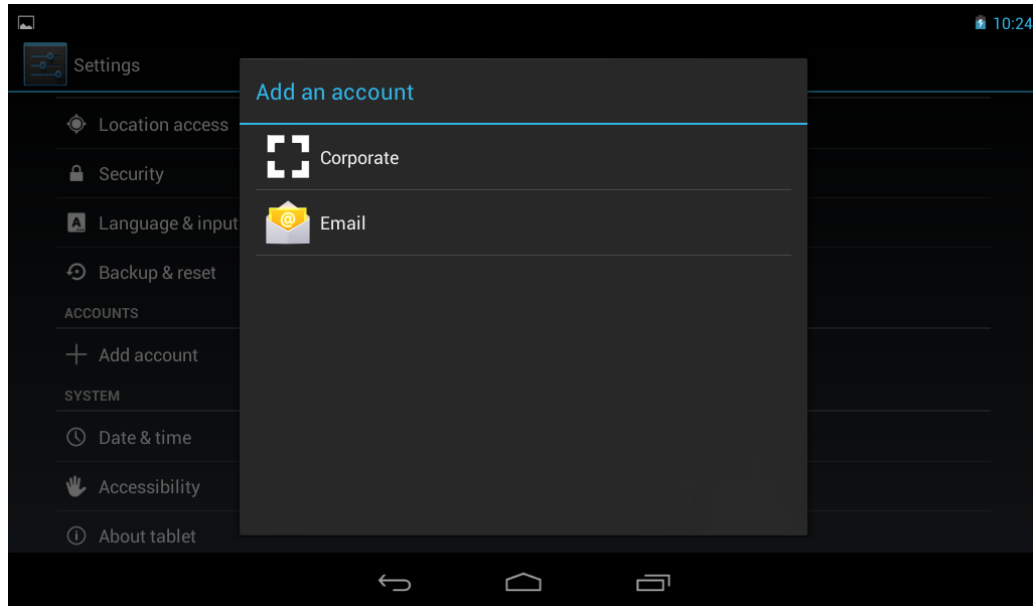 10:24
Settings
Add an account
Location access
Corporate
Security
Language & input
Email
Backup & reset
ACCOUNTS
Add account
SYSTEM
Date & time
Accessibility
About tablet